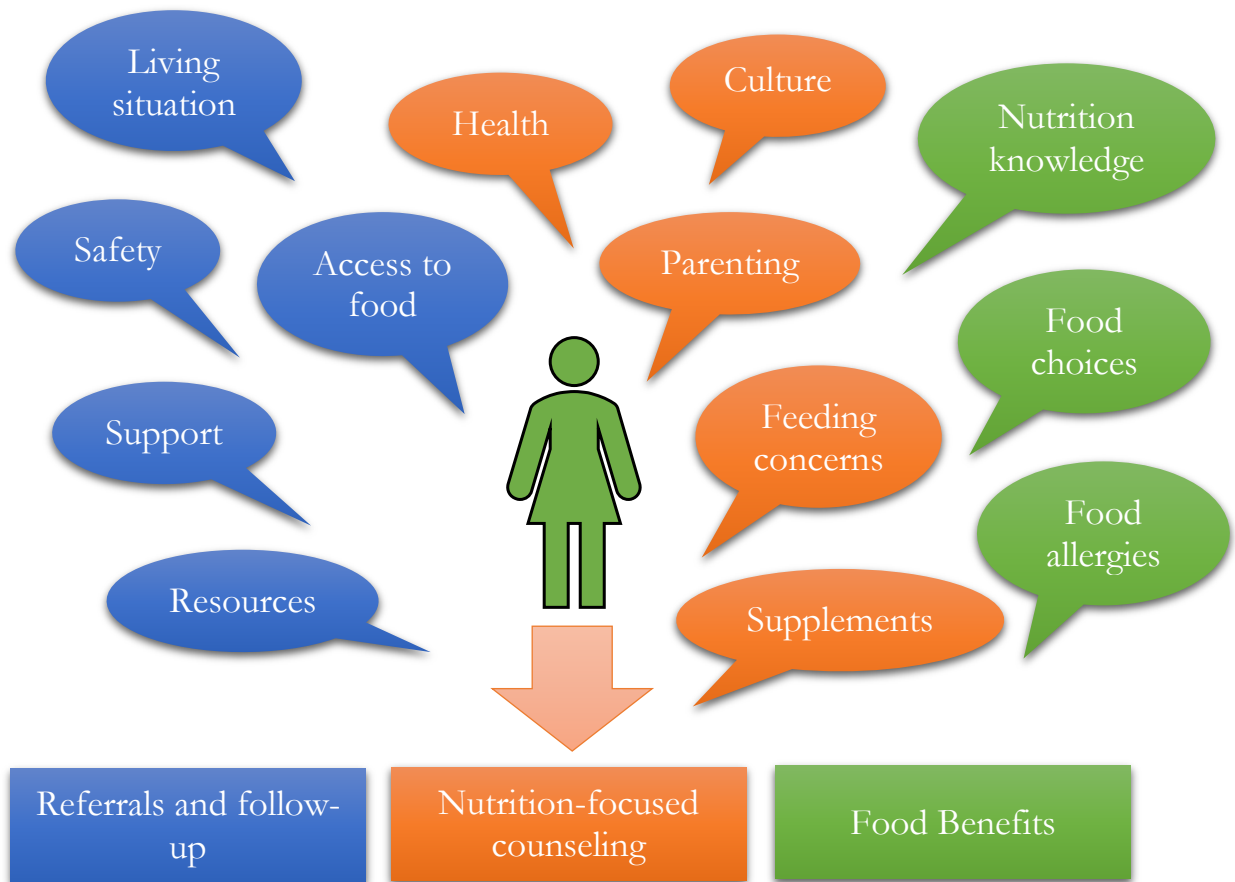 Living
situation
Health
Culture
Nutrition
knowledge
Safety
Access to
food
Parenting
Food
choices
Support
Feeding
concerns
Food
allergies
Resources
Supplements
Referrals and follow-
up
Nutrition-focused
counseling
Food Benefits